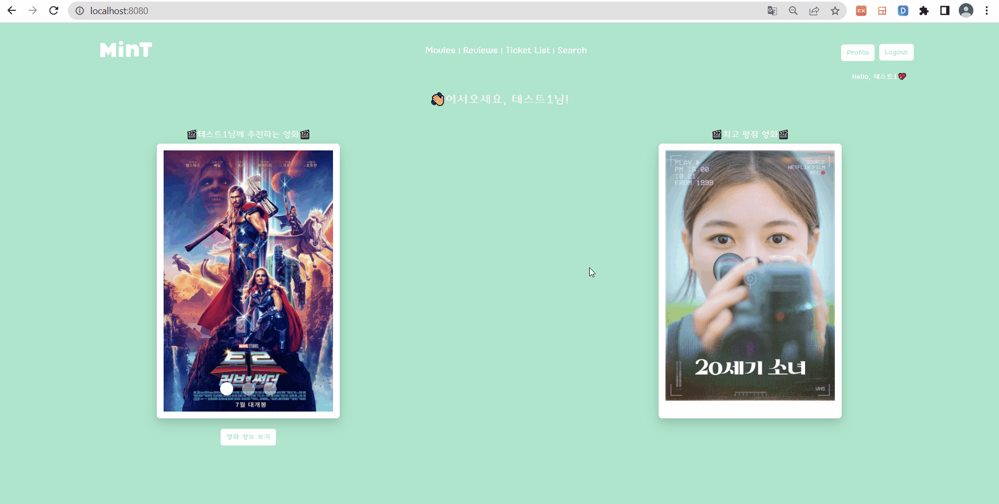 localhost:8080
MinT
Movies | Reviews | Ticket List | Search
Profile
Logout
Hello, 테스트1💖
👋어서오세요, 테스트1님!
🎬테스트1님께 추천하는 영화🎬
🎬최고 평점 영화🎬
MARVEL STUDIOS
토르
러브 앤 썬더
7월 대개봉
영화 정보 보기
PLAY ▶
PM 16:00
10.21.
FROM 1999
SOURCE
NETFLIX FILM
REC
20세기 소녀
VHS